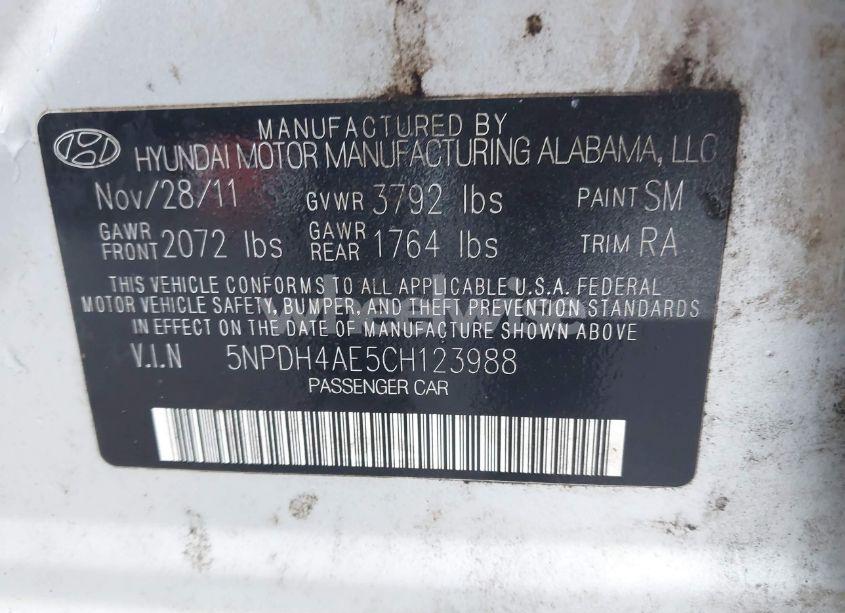 MANUFACTURED BY
HYUNDAI MOTOR MANUFACTURING ALABAMA, LLC
Nov/28/11 GVWR 3792 lbs PAINT SM
GAWR FRONT 2072 lbs GAWR REAR 1764 lbs TRIM RA
THIS VEHICLE CONFORMS TO ALL APPLICABLE U.S.A. FEDERAL
MOTOR VEHICLE SAFETY, BUMPER, AND THEFT PREVENTION STANDARDS
IN EFFECT ON THE DATE OF MANUFACTURE SHOWN ABOVE.
V.I.N 5NPDH4AE5CH123988
PASSENGER CAR